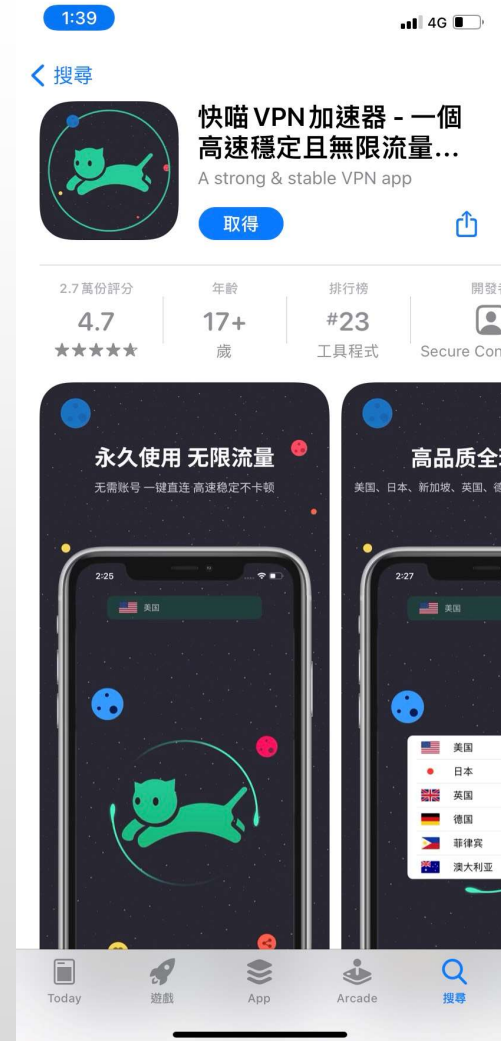 1:39
4G
搜尋
快喵 VPN加速器 - 一個
高速穩定且無限流量...
A strong & stable VPN app
取得
2.7 萬份評分
年齡
排行榜
4.7
17+
#23
歲
工具程式
Secure Con
永久使用 无限流量
无需账号 一键直连 高速稳定不卡顿
2:25
美国
高品质全
美国、日本、新加坡、英国、
2:27
美国
美国
日本
英国
德国
菲律宾
澳大利亚
Today
遊戲
App
Arcade
搜尋